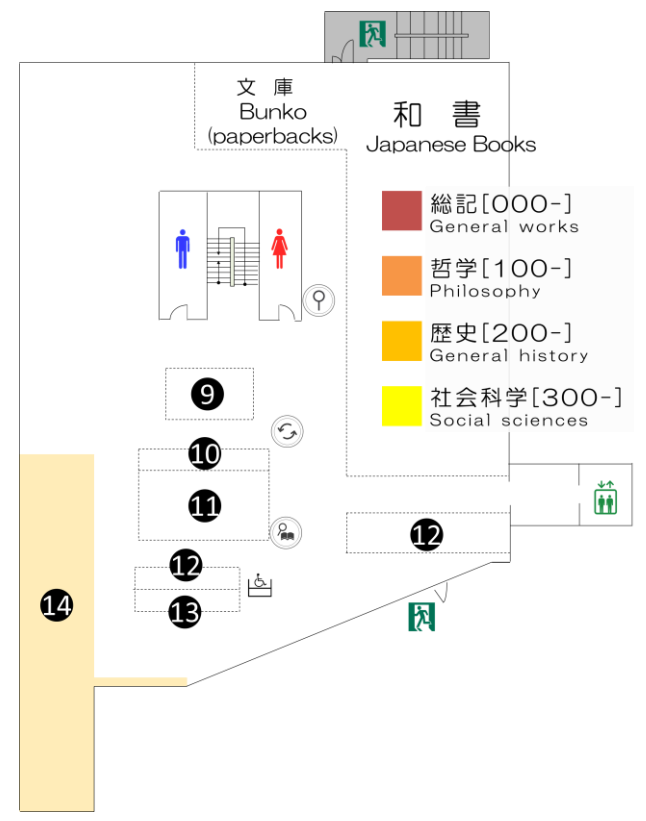 文 庫
Bunko
(paperbacks)
和 書
Japanese Books
総記[000-]
General works
哲学[100-]
Philosophy
歴史[200-]
General history
社会科学[300-]
Social sciences
9
10
11
12
12
13
14